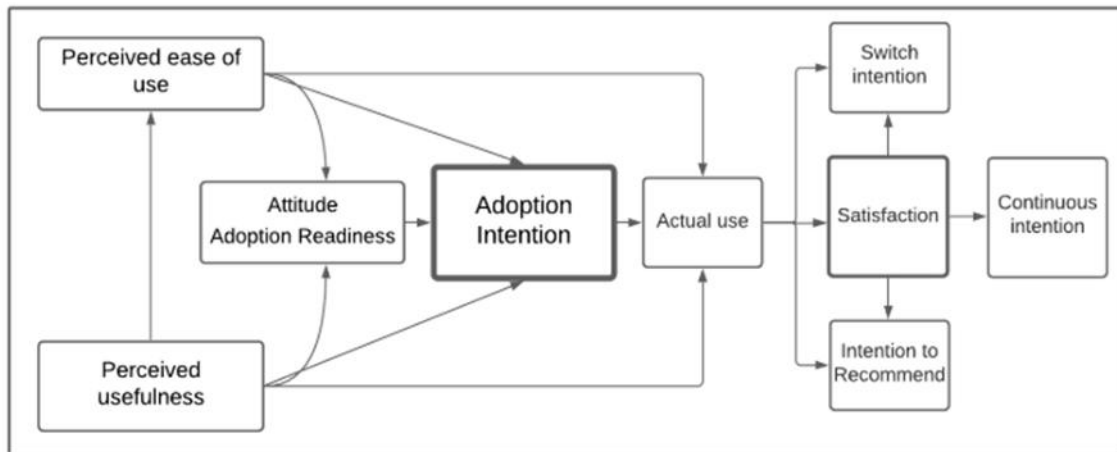 Perceived ease of
use
Switch
intention
Attitude
Adoption Readiness
Adoption
Intention
Actual use
Satisfaction
Continuous
intention
Perceived
usefulness
Intention to
Recommend